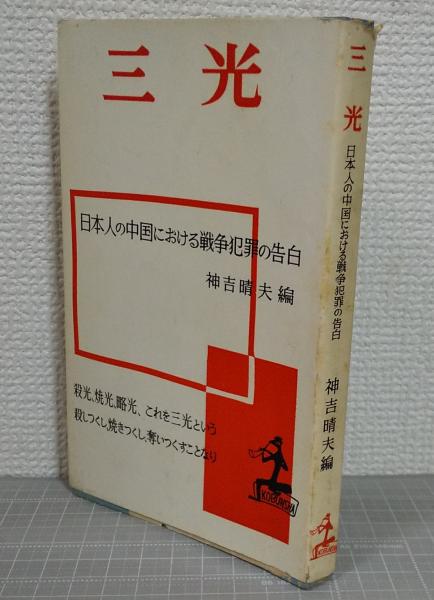 三光
日本人の中国における戦争犯罪の告白
神吉晴夫編
殺光、焼光、略光、これを三光という
殺しつくし、焼きつくし、奪いつくすことなり
KOBUNSHA
三光
日本人の中国における戦争犯罪の告白
神吉晴夫編